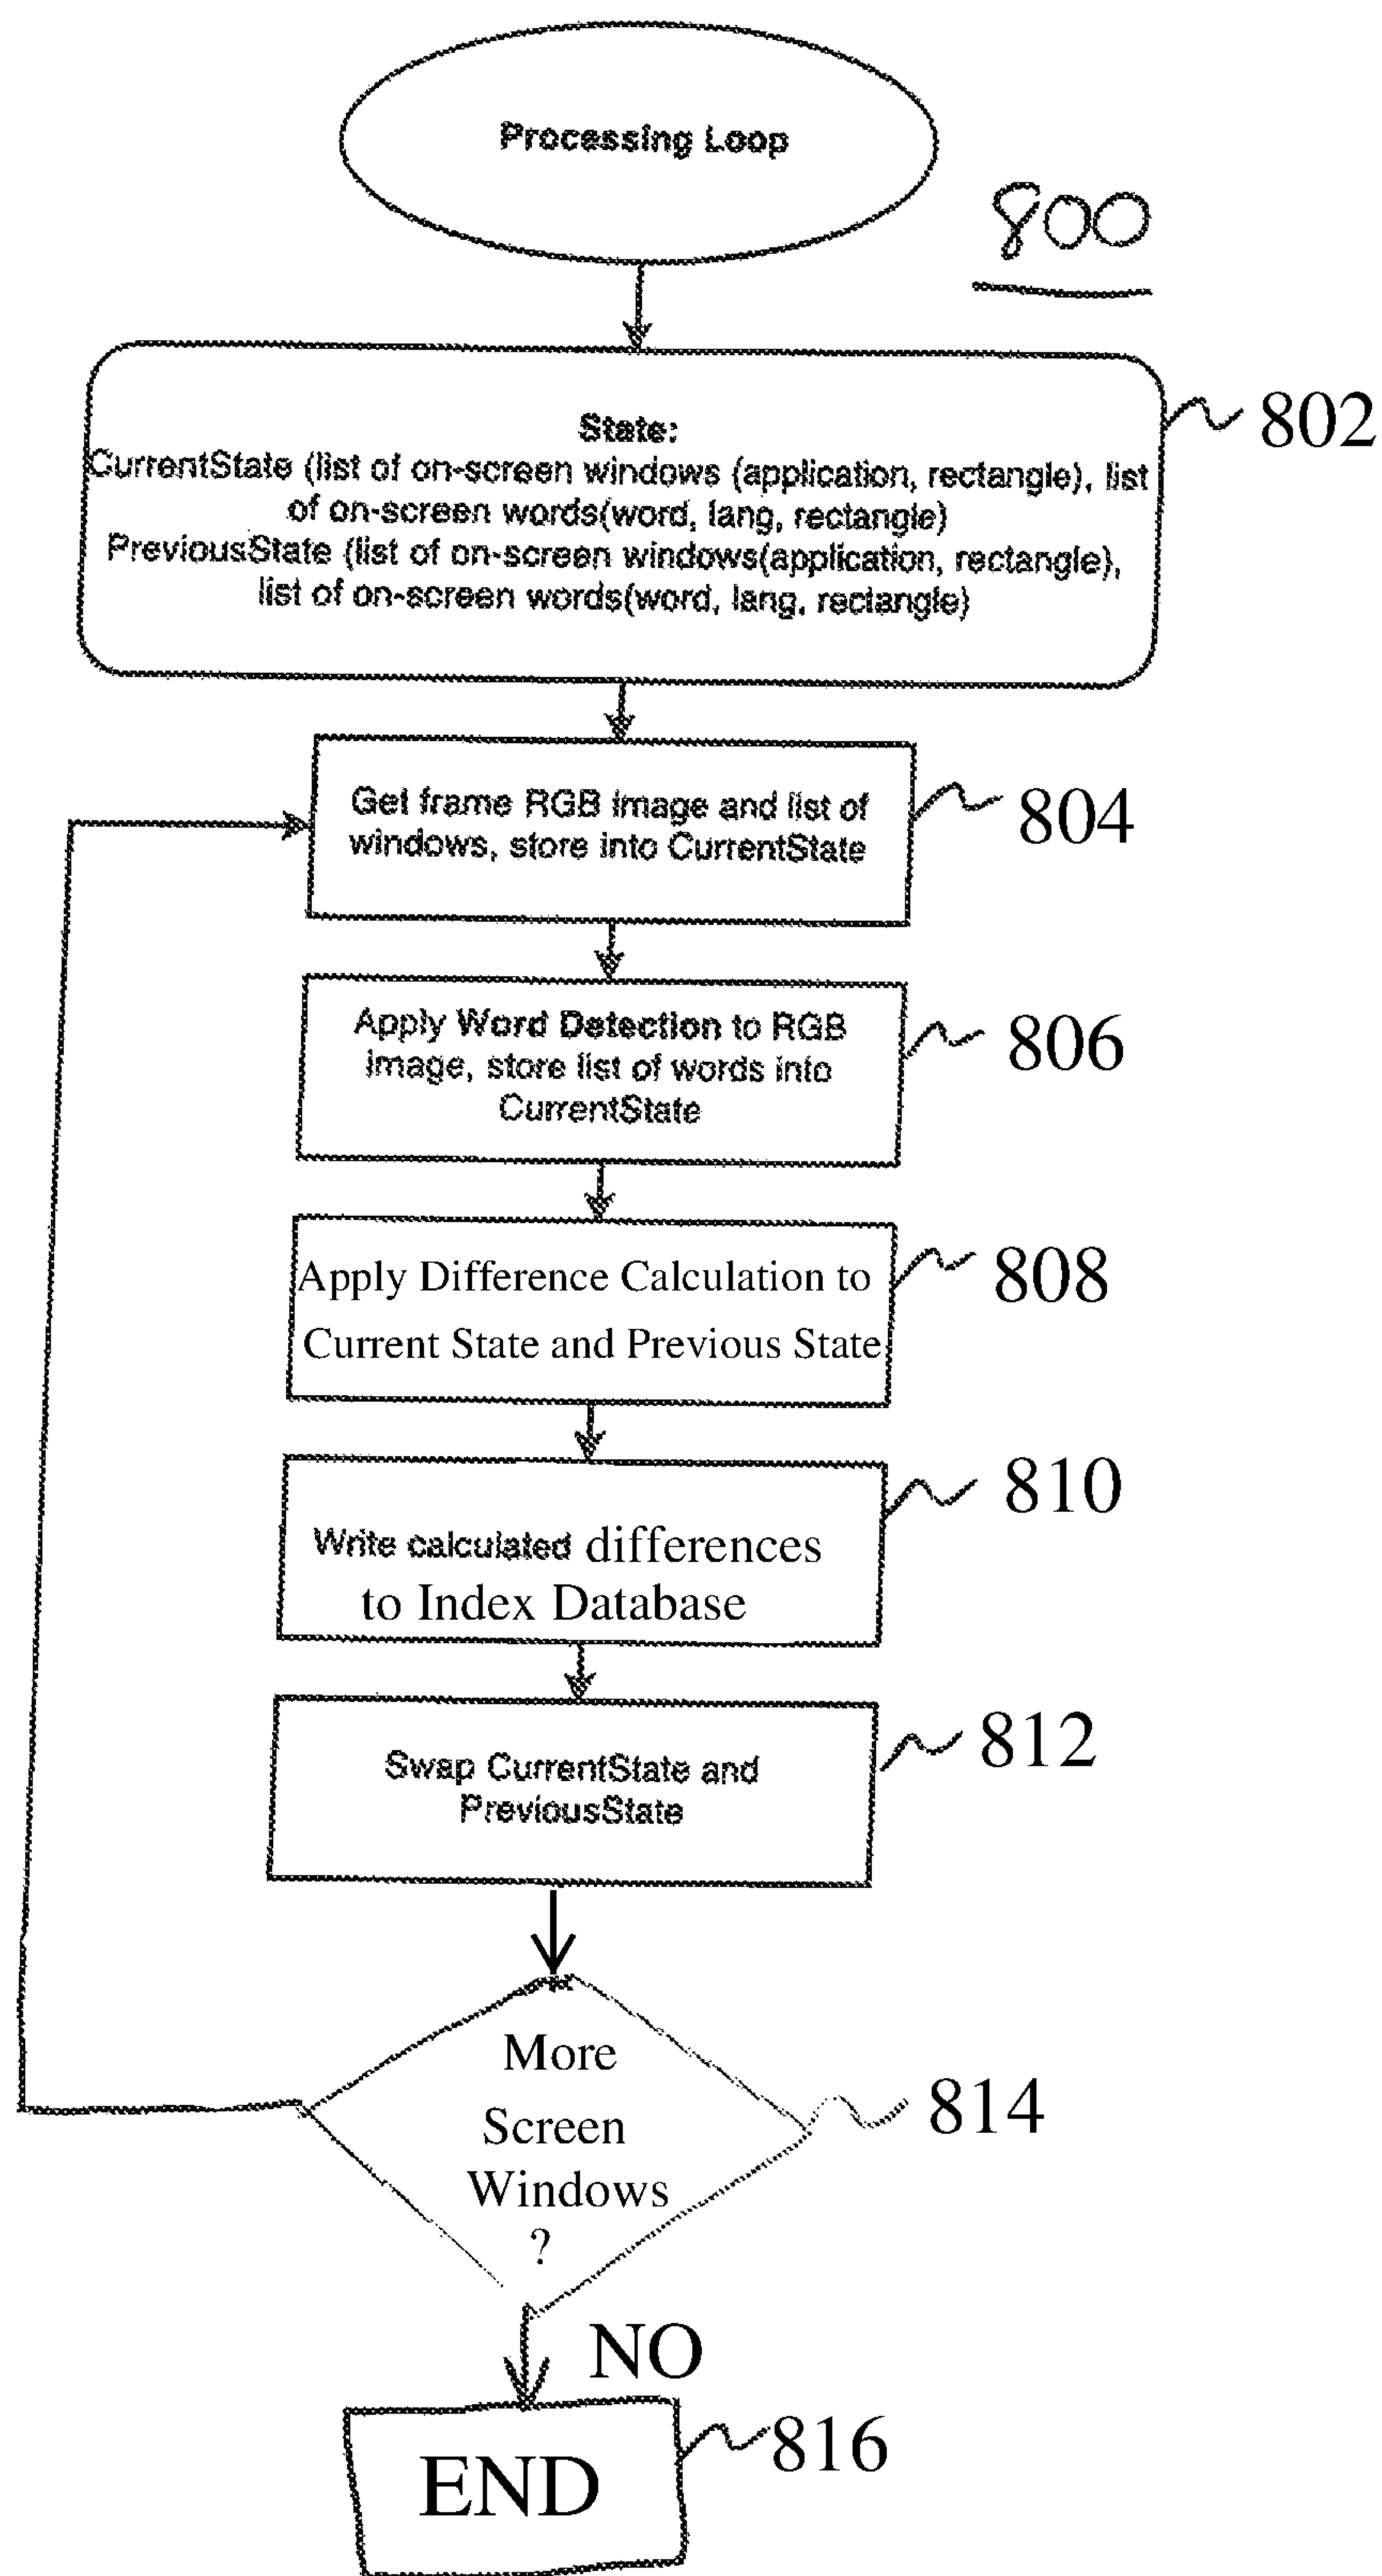 Processing Loop
800
State:
CurrentState (list of on-screen windows (application, rectangle), list
of on-screen words(word, lang, rectangle)
PreviousState (list of on-screen windows(application, rectangle),
list of on-screen words(word, lang, rectangle)
802
Get frame RGB image and list of
windows, store into CurrentState
804
Apply Word Detection to RGB
image, store list of words into
CurrentState
806
Apply Difference Calculation to
Current State and Previous State
808
Write calculated differences
to Index Database
810
Swap CurrentState and
PreviousState
812
More
Screen
Windows
?
814
NO
END
816